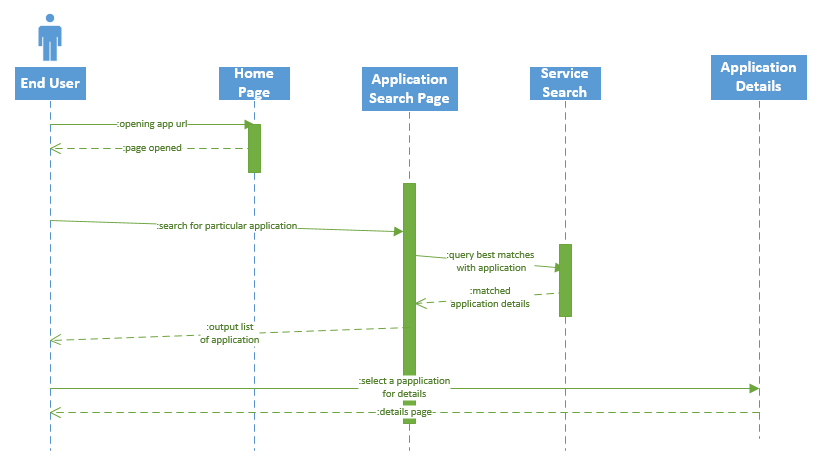 End User
Home
Page
Application
Search Page
Service
Search
Application
Details
:opening app url
:page opened
:search for particular application
:query best matches
with application
:matched
application details
:output list
of application
:select a papplication
for details
:details page